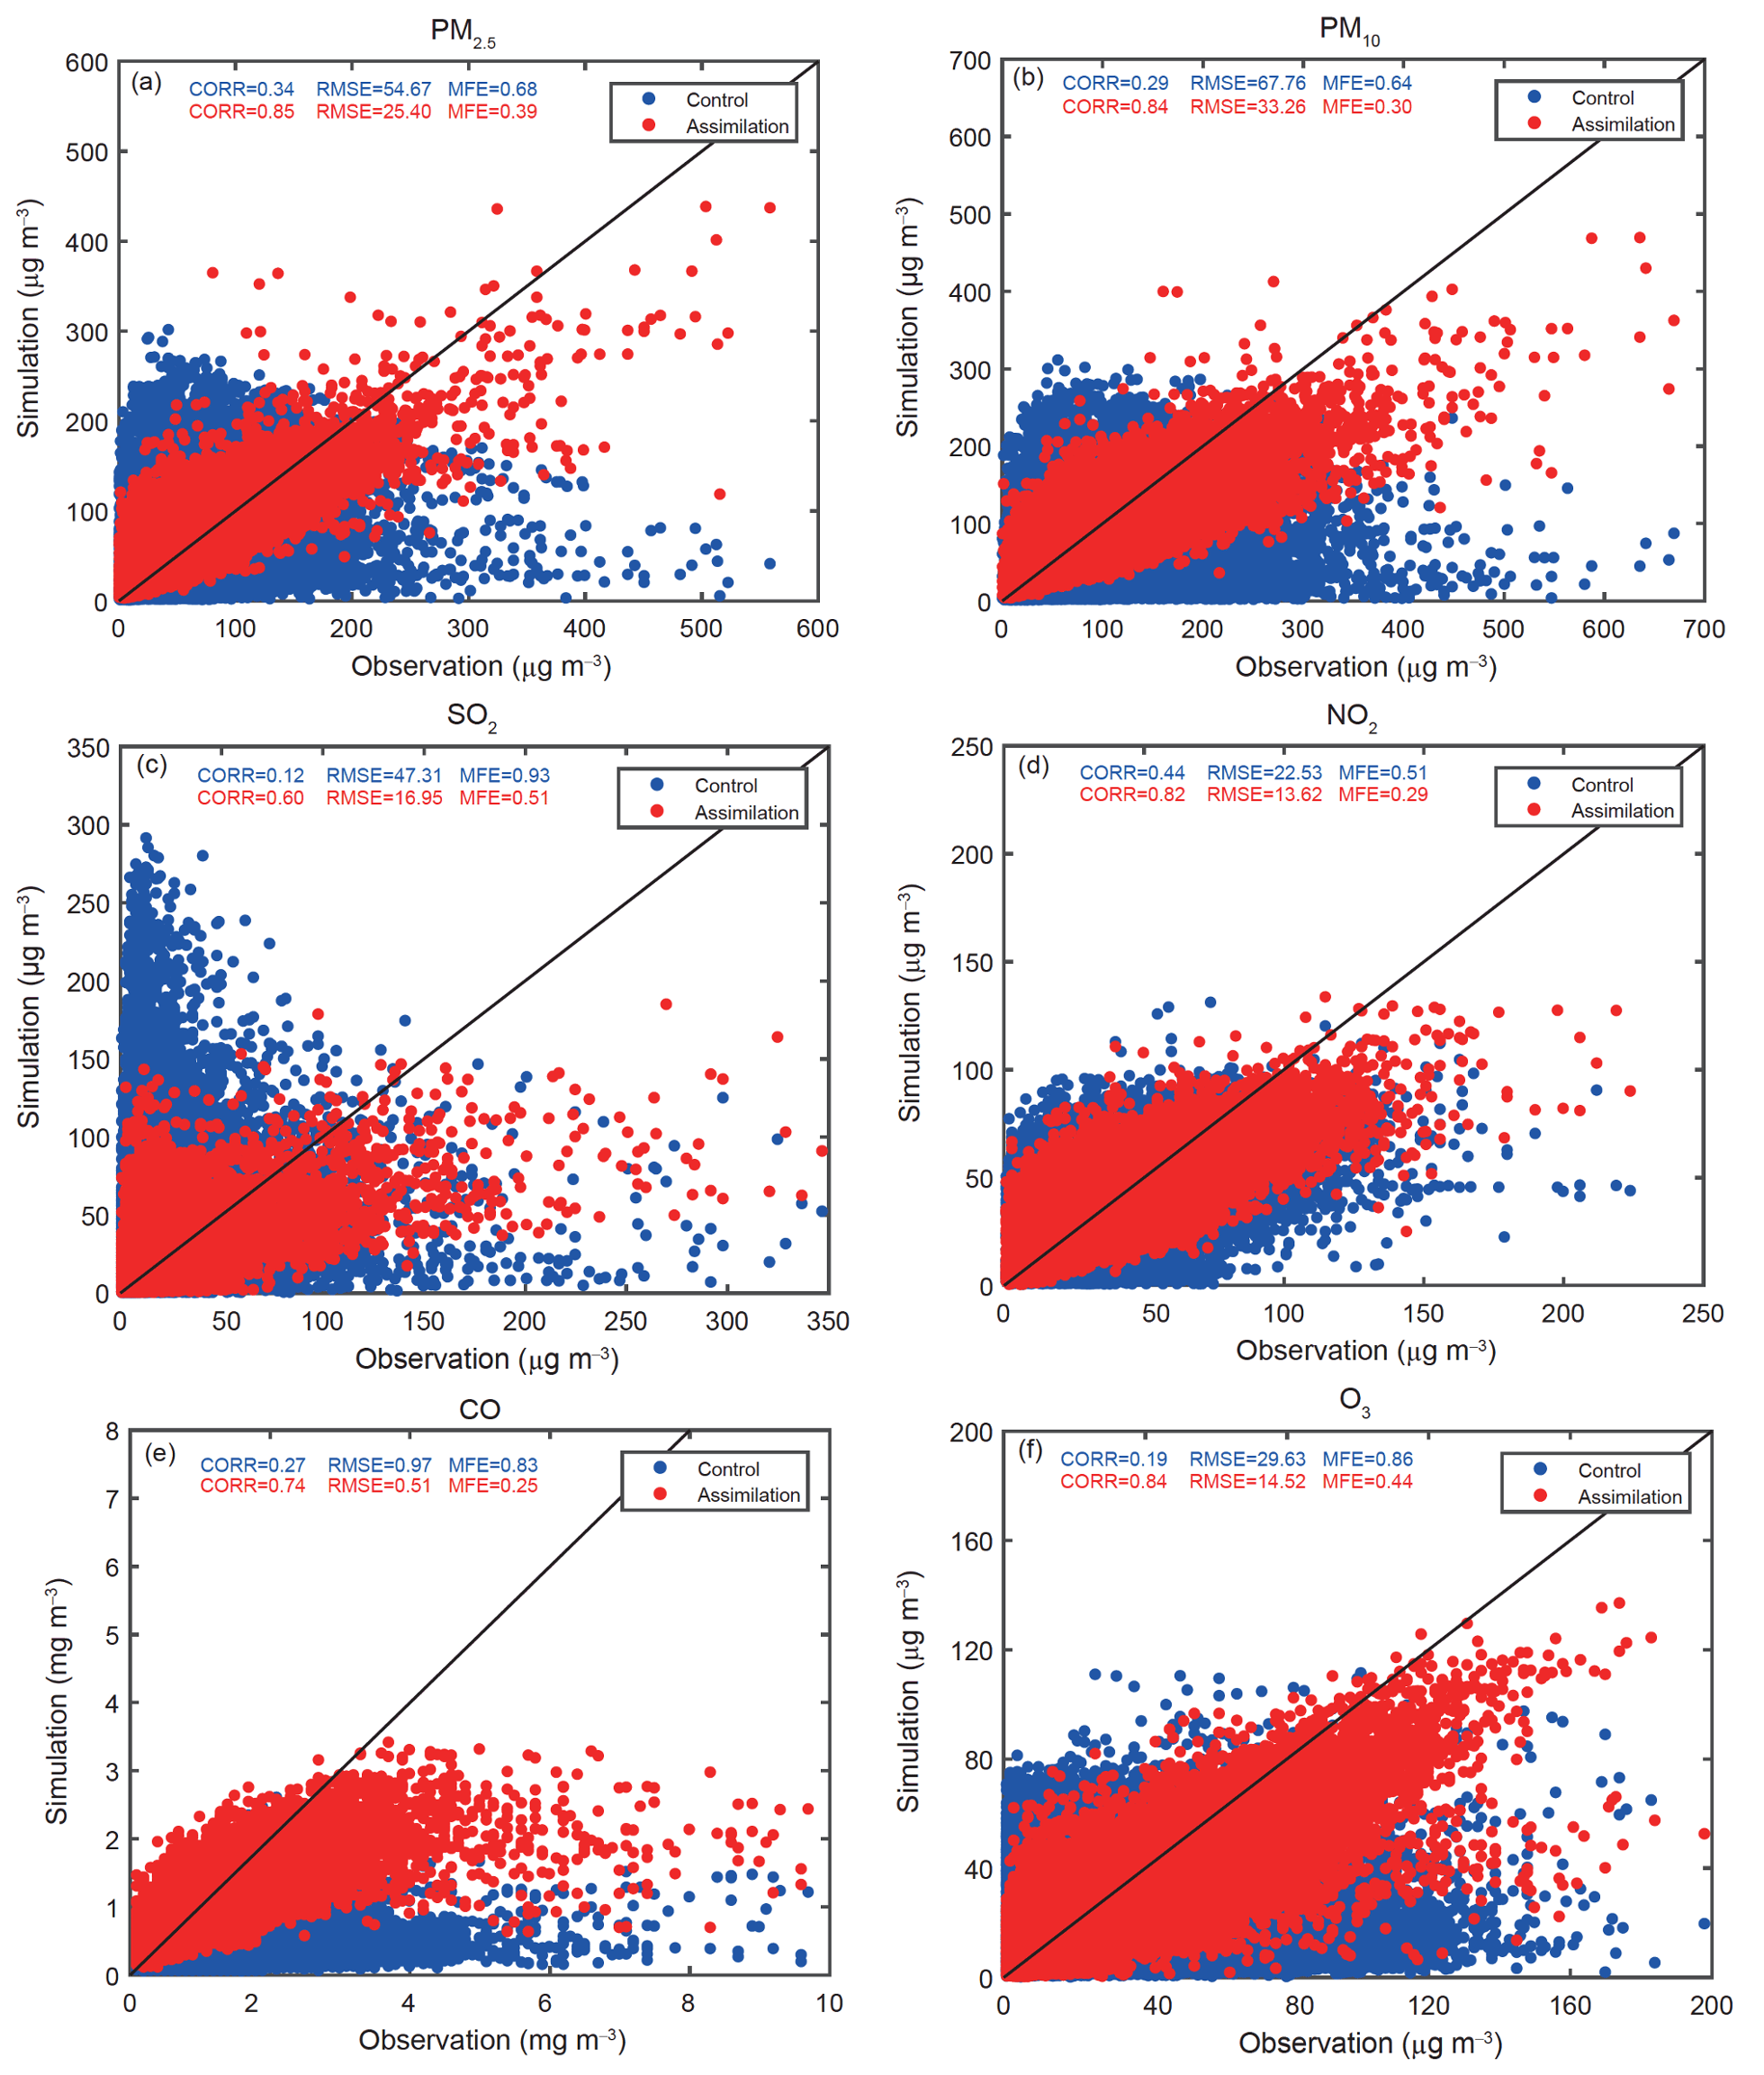 PM2.5
(a)
CORR=0.34 RMSE=54.67 MFE=0.68
CORR=0.85 RMSE=25.40 MFE=0.39
Control
Assimilation
600
500
400
300
200
100
0
0 100 200 300 400 500 600
Simulation (μg m–3)
Observation (μg m–3)
PM10
(b)
CORR=0.29 RMSE=67.76 MFE=0.64
CORR=0.84 RMSE=33.26 MFE=0.30
Control
Assimilation
700
600
500
400
300
200
100
0
0 100 200 300 400 500 600 700
Simulation (μg m–3)
Observation (μg m–3)
SO2
(c)
CORR=0.12 RMSE=47.31 MFE=0.93
CORR=0.60 RMSE=16.95 MFE=0.51
Control
Assimilation
350
300
250
200
150
100
50
0
0 50 100 150 200 250 300 350
Simulation (μg m–3)
Observation (μg m–3)
NO2
(d)
CORR=0.44 RMSE=22.53 MFE=0.51
CORR=0.82 RMSE=13.62 MFE=0.29
Control
Assimilation
250
200
150
100
50
0
0 50 100 150 200 250
Simulation (μg m–3)
Observation (μg m–3)
CO
(e)
CORR=0.27 RMSE=0.97 MFE=0.83
CORR=0.74 RMSE=0.51 MFE=0.25
Control
Assimilation
8
7
6
5
4
3
2
1
0
0 2 4 6 8 10
Simulation (mg m–3)
Observation (mg m–3)
O3
(f)
CORR=0.19 RMSE=29.63 MFE=0.86
CORR=0.84 RMSE=14.52 MFE=0.44
Control
Assimilation
200
160
120
80
40
0
0 40 80 120 160 200
Simulation (μg m–3)
Observation (μg m–3)